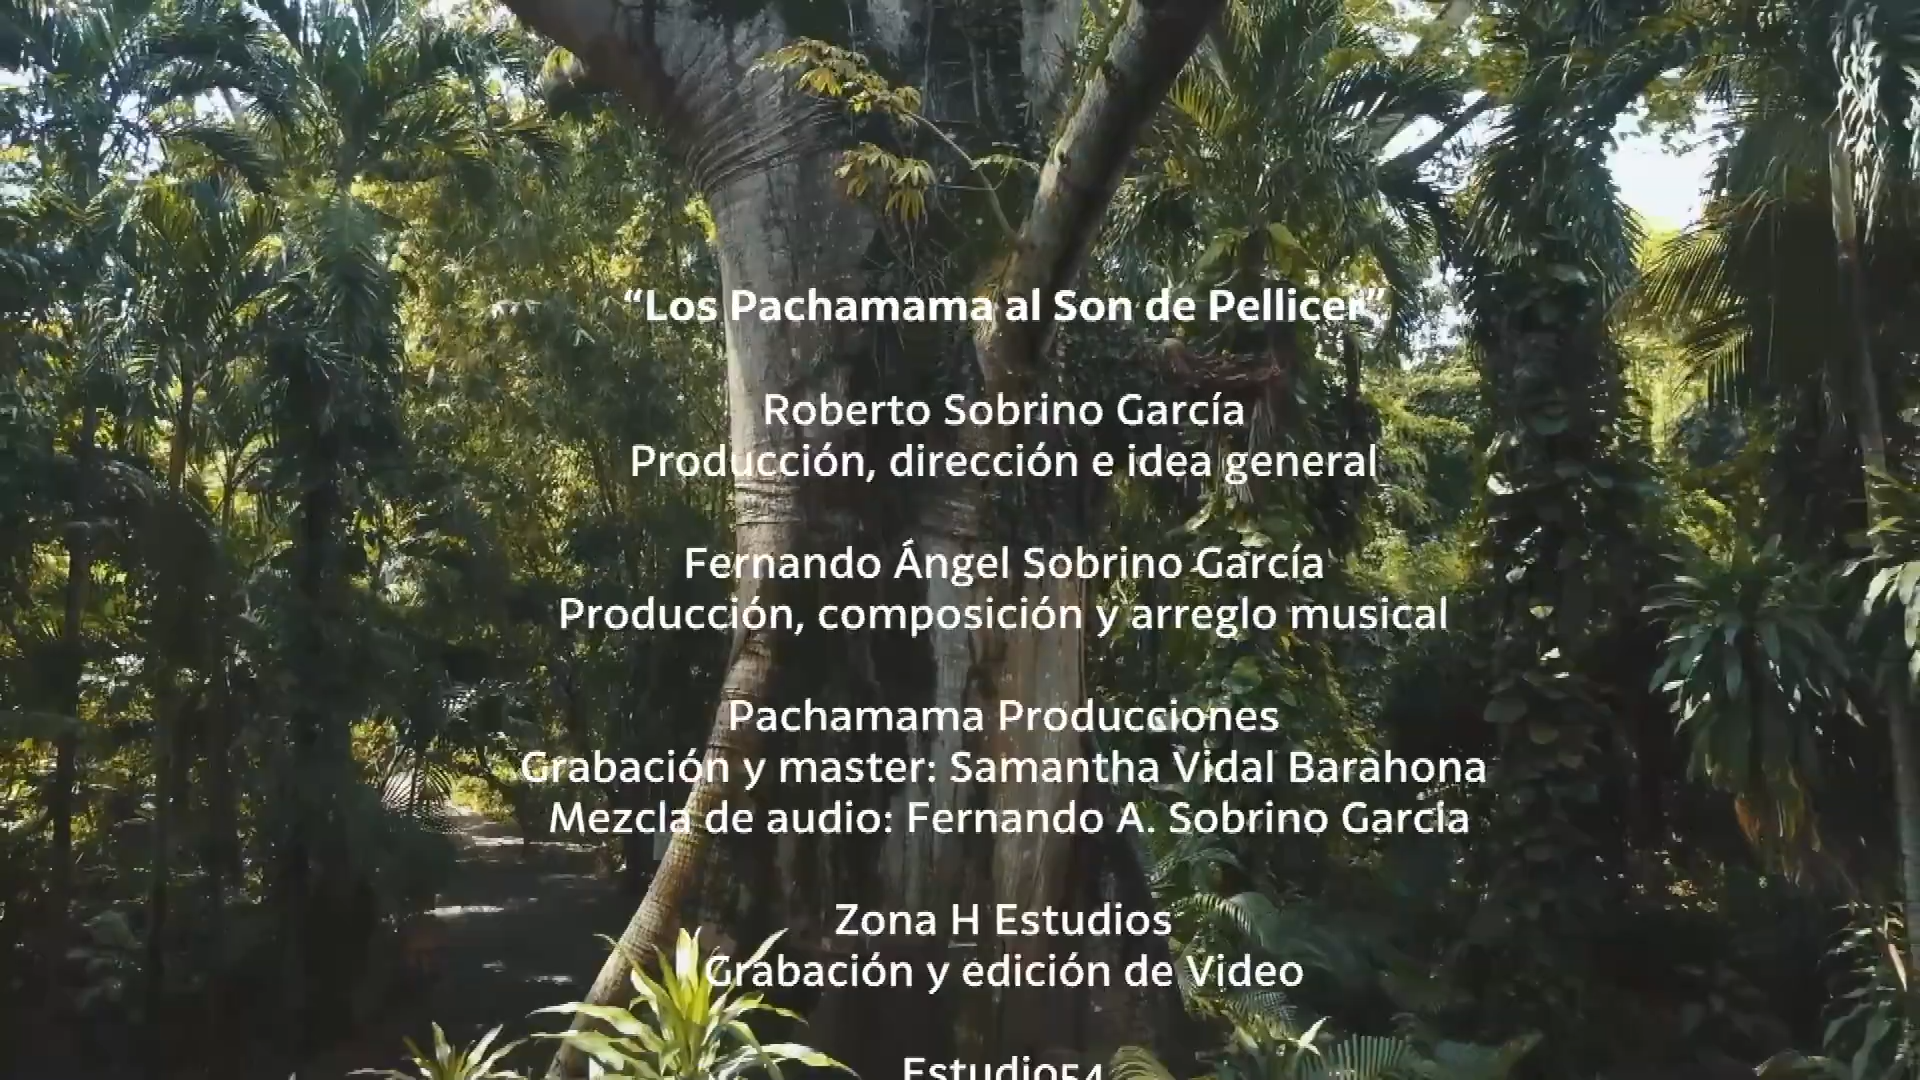 “Los Pachamama al Son de Pellicer”
Roberto Sobrino García
Producción, dirección e idea general
Fernando Ángel Sobrino García
Producción, composición y arreglo musical
Pachamama Producciones
Grabación y master: Samantha Vidal Barahona
Mezcla de audio: Fernando A. Sobrino García
Zona H Estudios
Grabación y edición de Video
Estudio54